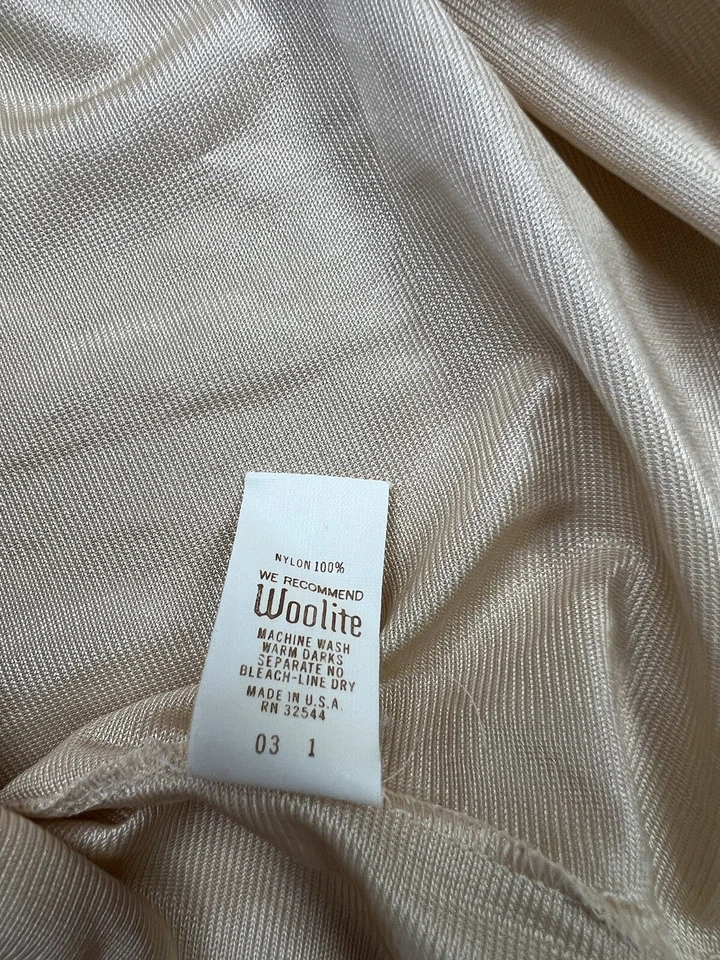 NYLON 100%
WE RECOMMEND
Woolite
MACHINE WASH
WARM DARKS
SEPARATE NO
BLEACH-LINE DRY
MADE IN U.S.A.
RN 32544
03 1